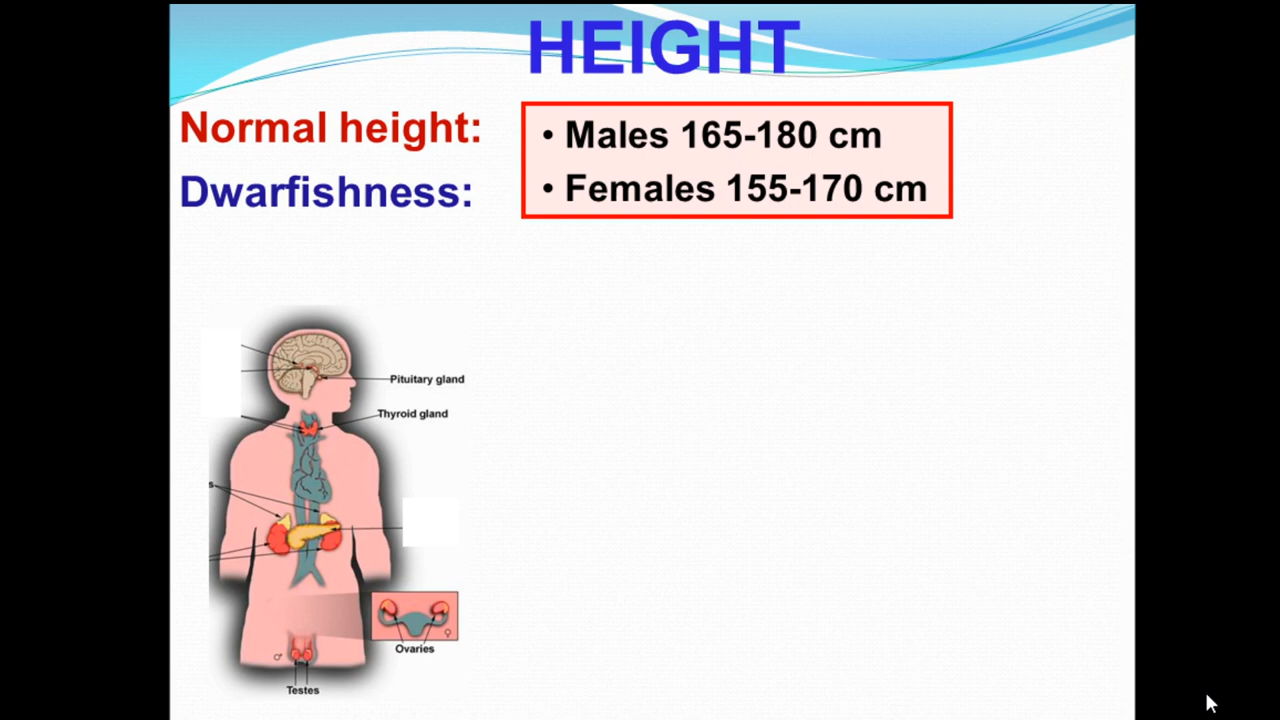 HEIGHT
Normal height:
• Males 165-180 cm
Dwarfishness:
• Females 155-170 cm
Pituitary gland
Thyroid gland
s
Ovaries
Testes